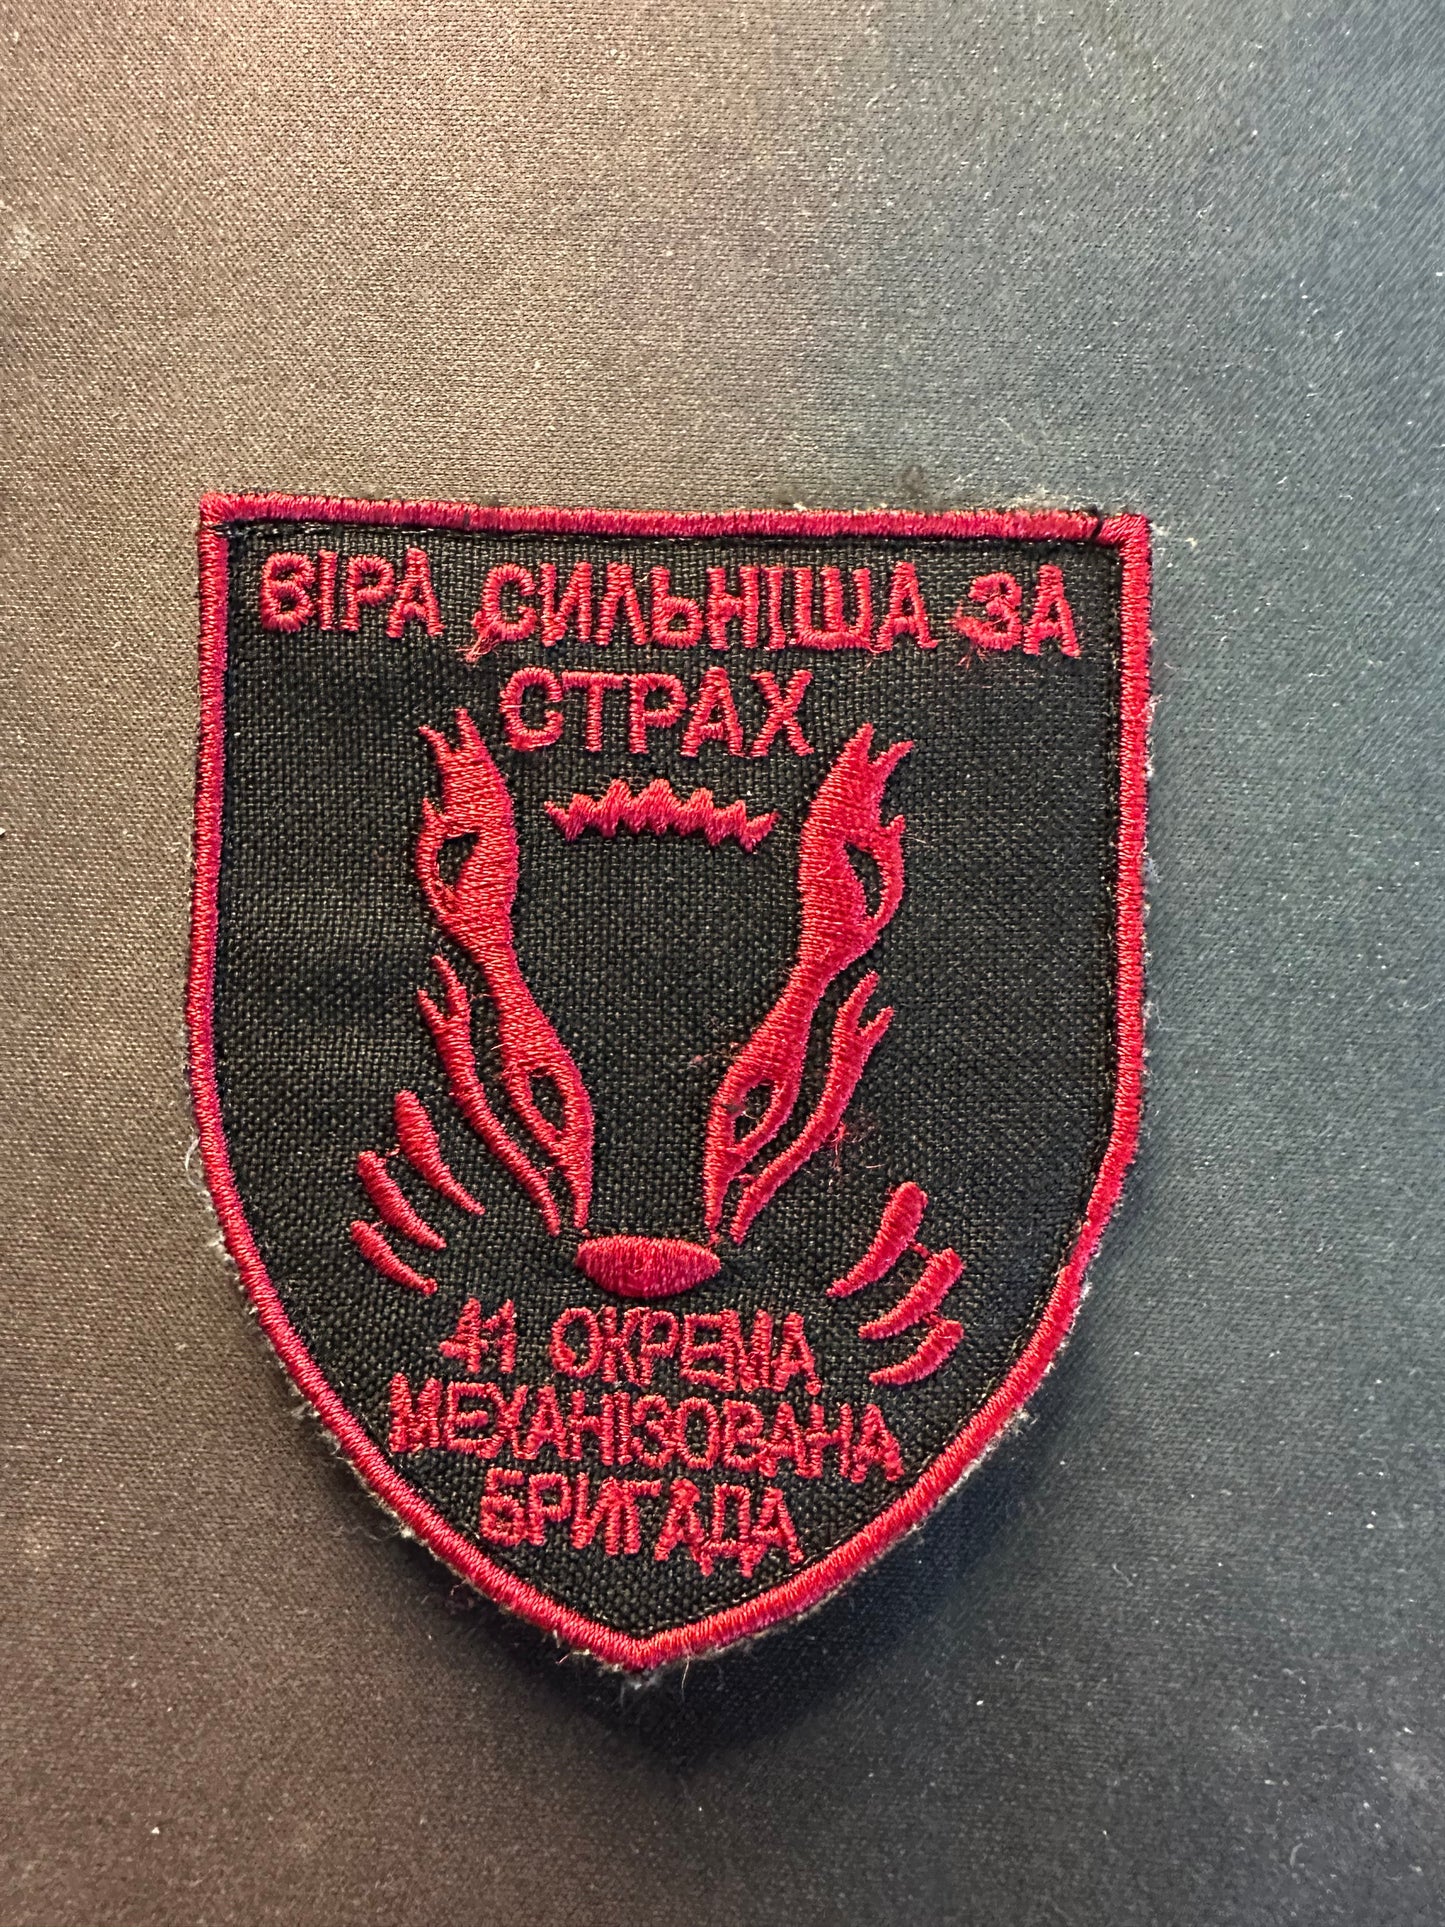 ВІРА СИЛЬНІША ЗА
СТРАХ
41 ОКРЕМА
МЕХАНІЗОВАНА
БРИГАДА